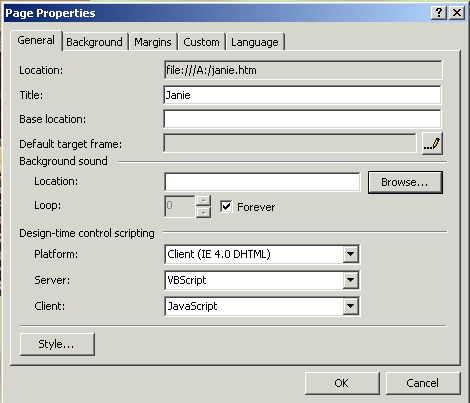 Page Properties
General Background Margins Custom Language
Location: file:///A:/janie.htm
Title: Janie
Base location:
Default target frame:
Background sound
Location: Browse...
Loop: 0 Forever
Design-time control scripting
Platform: Client (IE 4.0 DHTML)
Server: VBScript
Client: JavaScript
Style...
OK Cancel